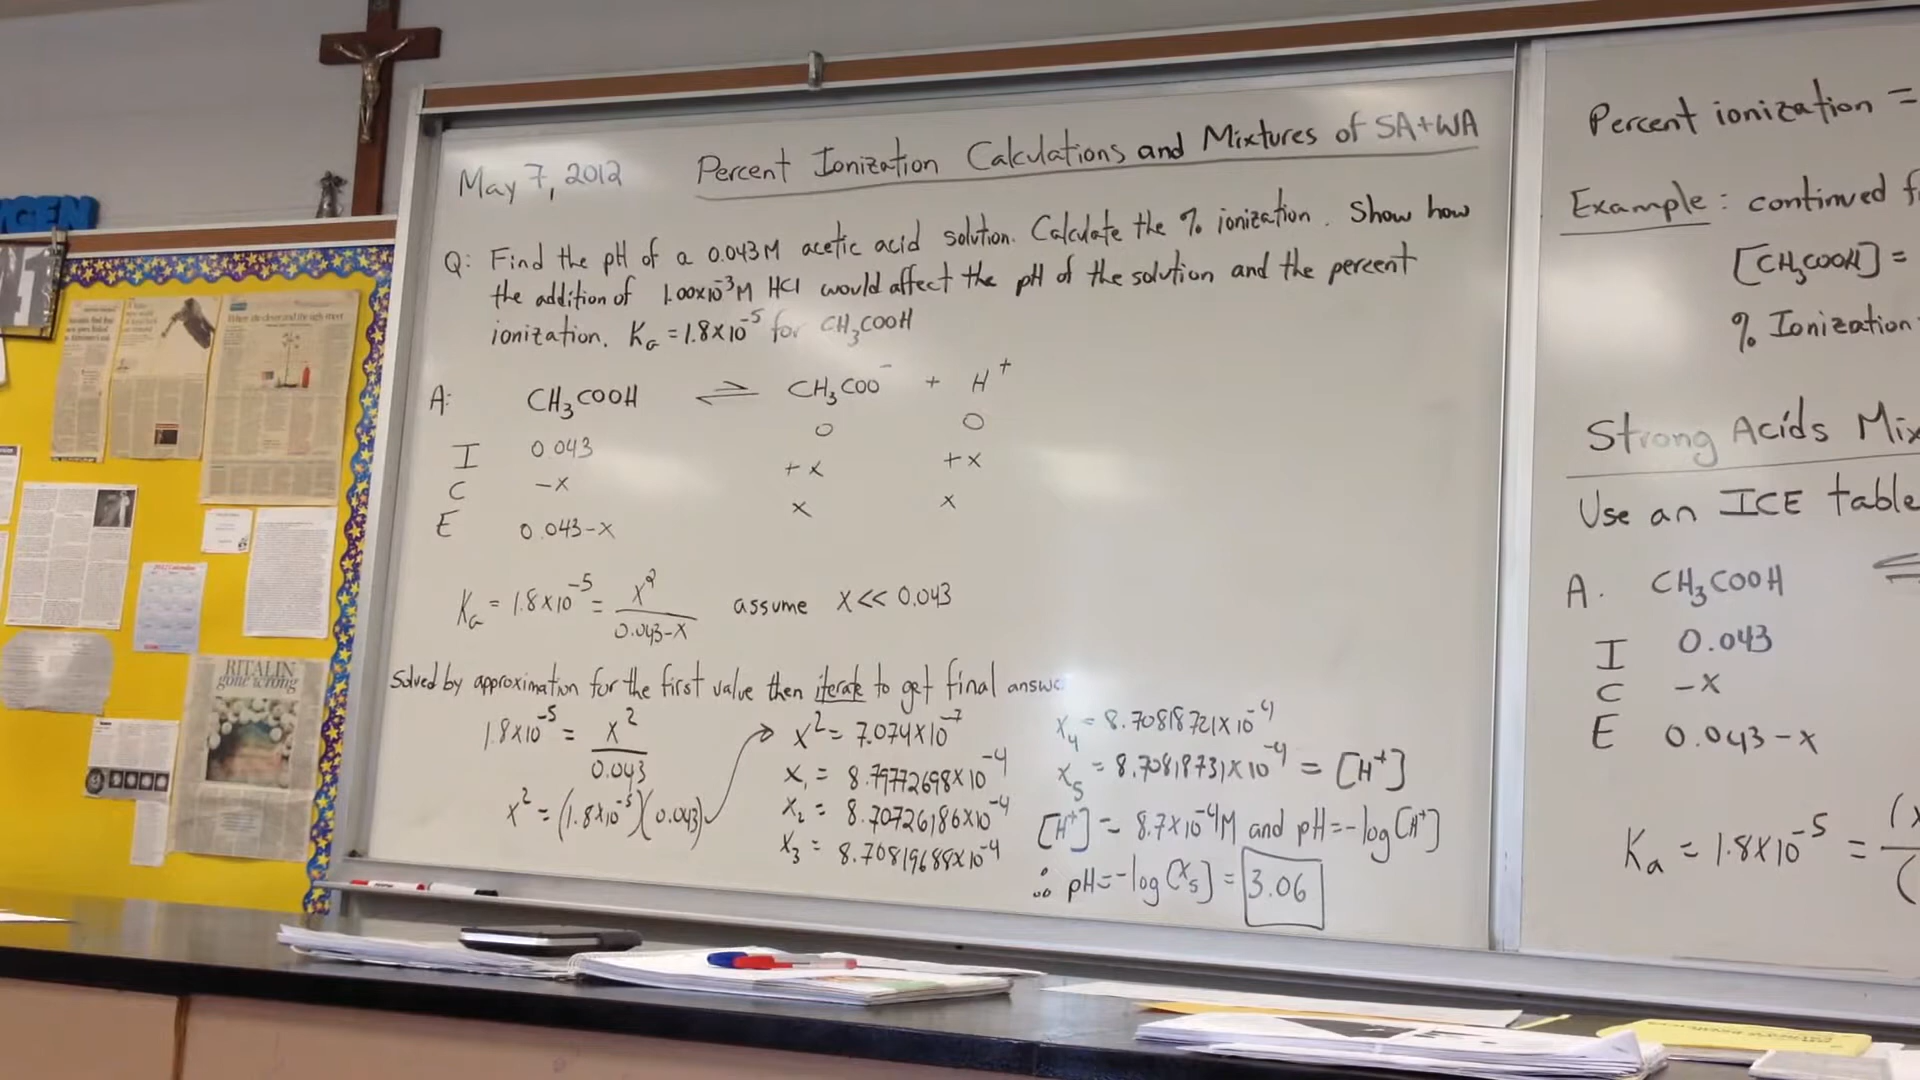 May 7, 2012
Percent Ionization Calculations and Mixtures of SA+WA
Q: Find the pH of a 0.043M acetic acid solution. Calculate the % ionization. Show how
the addition of 1.00x10⁻³M HCl would affect the pH of the solution and the percent
ionization. Kₐ = 1.8x10⁻⁵ for CH₃COOH
A: CH₃COOH ⇌ CH₃COO⁻ + H⁺
I 0.043 0 0
C -x +x +x
E 0.043-x x x
Kₐ = 1.8x10⁻⁵ = x²/(0.043-x) assume x << 0.043
Solved by approximation for the first value then iterate to get final
1.8x10⁻⁵ = x²/0.043
x² = (1.8x10⁻⁵)(0.043)
x² = 7.074x10⁻⁷
x₁ = 8.79772698x10⁻⁴
x₂ = 8.70726186x10⁻⁴
x₃ = 8.70819688x10⁻⁴
x₄ = 8.70818721x10⁻⁴
x₅ = 8.70818731x10⁻⁴ = [H⁺]
[H⁺] = 8.7x10⁻⁴M and pH = -log[H⁺]
∴ pH = -log(x₅) = 3.06
Percent ionization =
Example: continued
[CH₃COOH] =
% Ionization
Strong Acids
Use an ICE table
A. CH₃COOH
I 0.043
C -x
E 0.043-x
Kₐ = 1.8x10⁻⁵ =
RITALIN
gone wrong